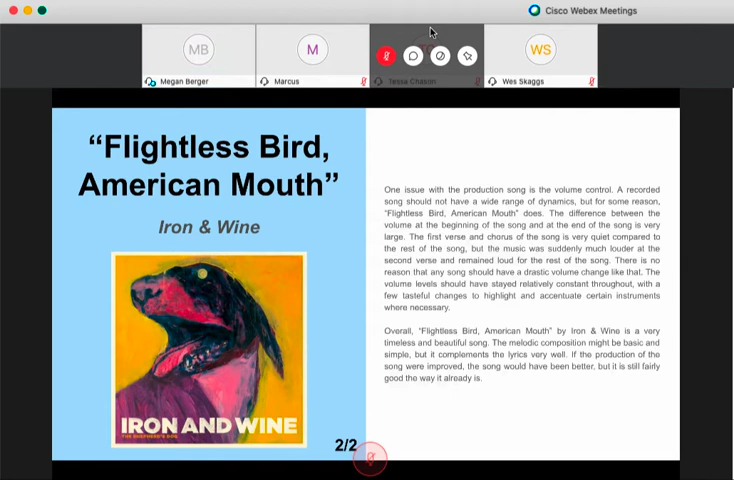 Cisco Webex Meetings
MB
M
WS
Megan Berger
Marcus
Tessa Chason
Wes Skaggs
“Flightless Bird,
American Mouth”
Iron & Wine
IRON AND WINE
THE SHEPHERD'S DOG
2/2
One issue with the production song is the volume control. A recorded
song should not have a wide range of dynamics, but for some reason,
“Flightless Bird, American Mouth” does. The difference between the
volume at the beginning of the song and at the end of the song is very
large. The first verse and chorus of the song is very quiet compared to
the rest of the song, but the music was suddenly much louder at the
second verse and remained loud for the rest of the song. There is no
reason that any song should have a drastic volume change like that. The
volume levels should have stayed relatively constant throughout, with a
few tasteful changes to highlight and accentuate certain instruments
where necessary.
Overall, “Flightless Bird, American Mouth” by Iron & Wine is a very
timeless and beautiful song. The melodic composition might be basic and
simple, but it complements the lyrics very well. If the production of the
song were improved, the song would have been better, but it is still fairly
good the way it already is.